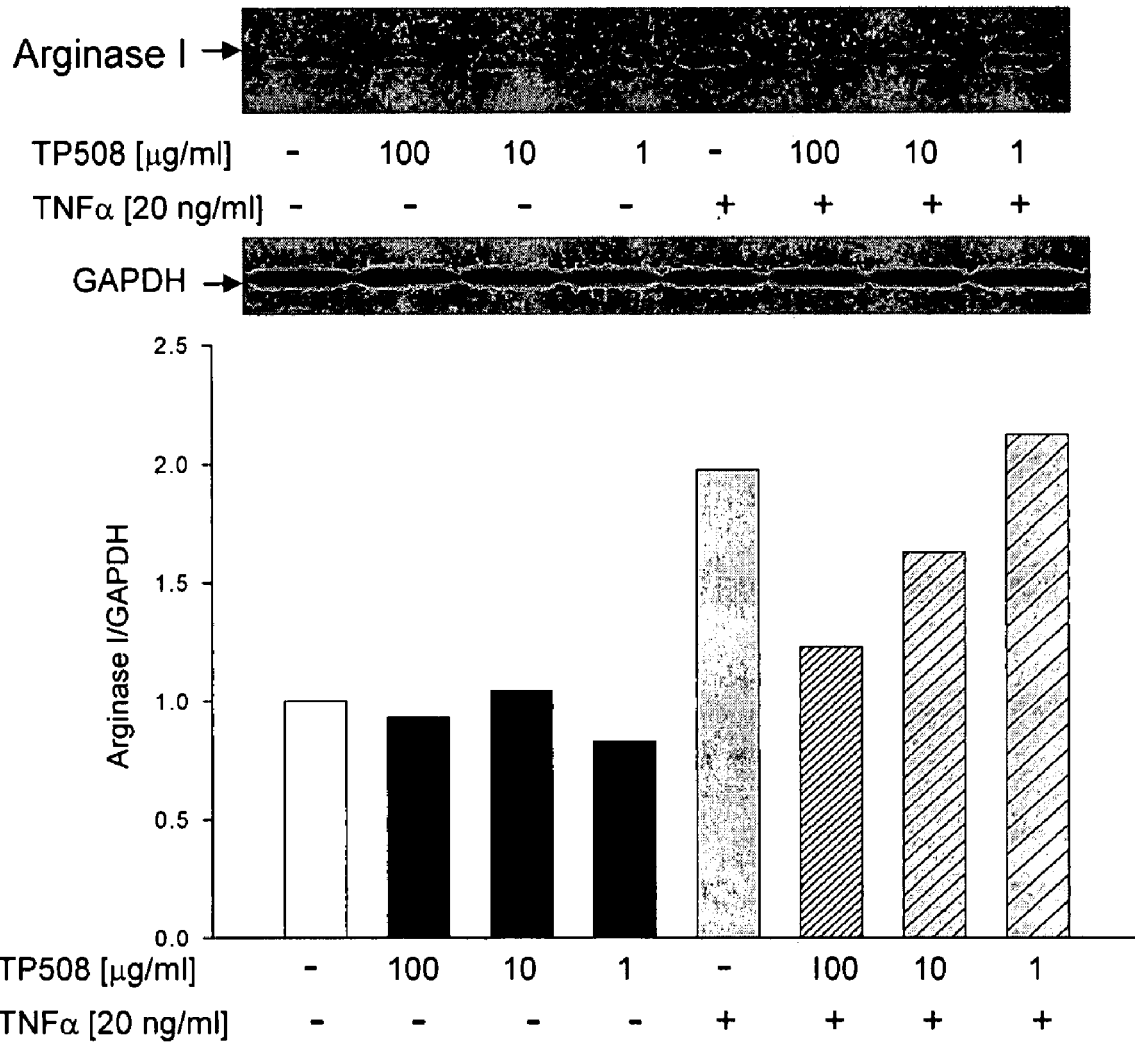 Arginase I
TP508 [μg/ml] - 100 10 1 - 100 10 1
TNFα [20 ng/ml] - - - - + + + +
GAPDH
2.5
2.0
1.5
1.0
0.5
0.0
Arginase I/GAPDH
TP508 [μg/ml] - 100 10 1 - 100 10 1
TNFα [20 ng/ml] - - - - + + + +